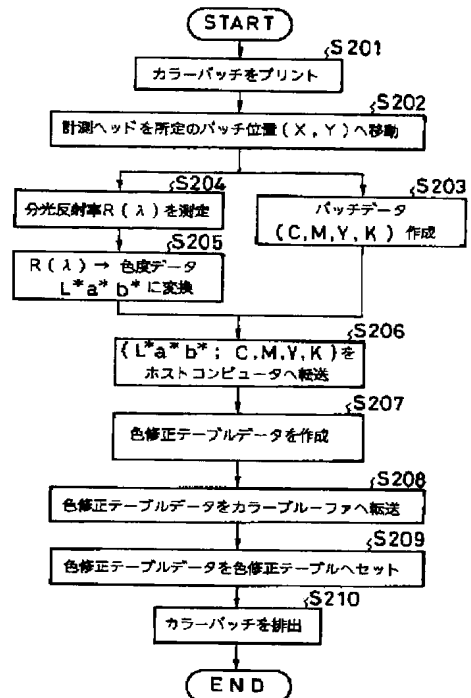 START
S201
カラーパッチをプリント
S202
計測ヘッドを所定のパッチ位置(X,Y)へ移動
S204
分光反射率R(λ)を測定
S203
パッチデータ
(C,M,Y,K) 作成
S205
R(λ)→色度データ
L*a*b*に変換
S206
(L*a*b*; C,M,Y,K)を
ホストコンピュータへ転送
S207
色修正テーブルデータを作成
S208
色修正テーブルデータをカラープルーファへ転送
S209
色修正テーブルデータを色修正テーブルへセット
S210
カラーパッチを排出
END